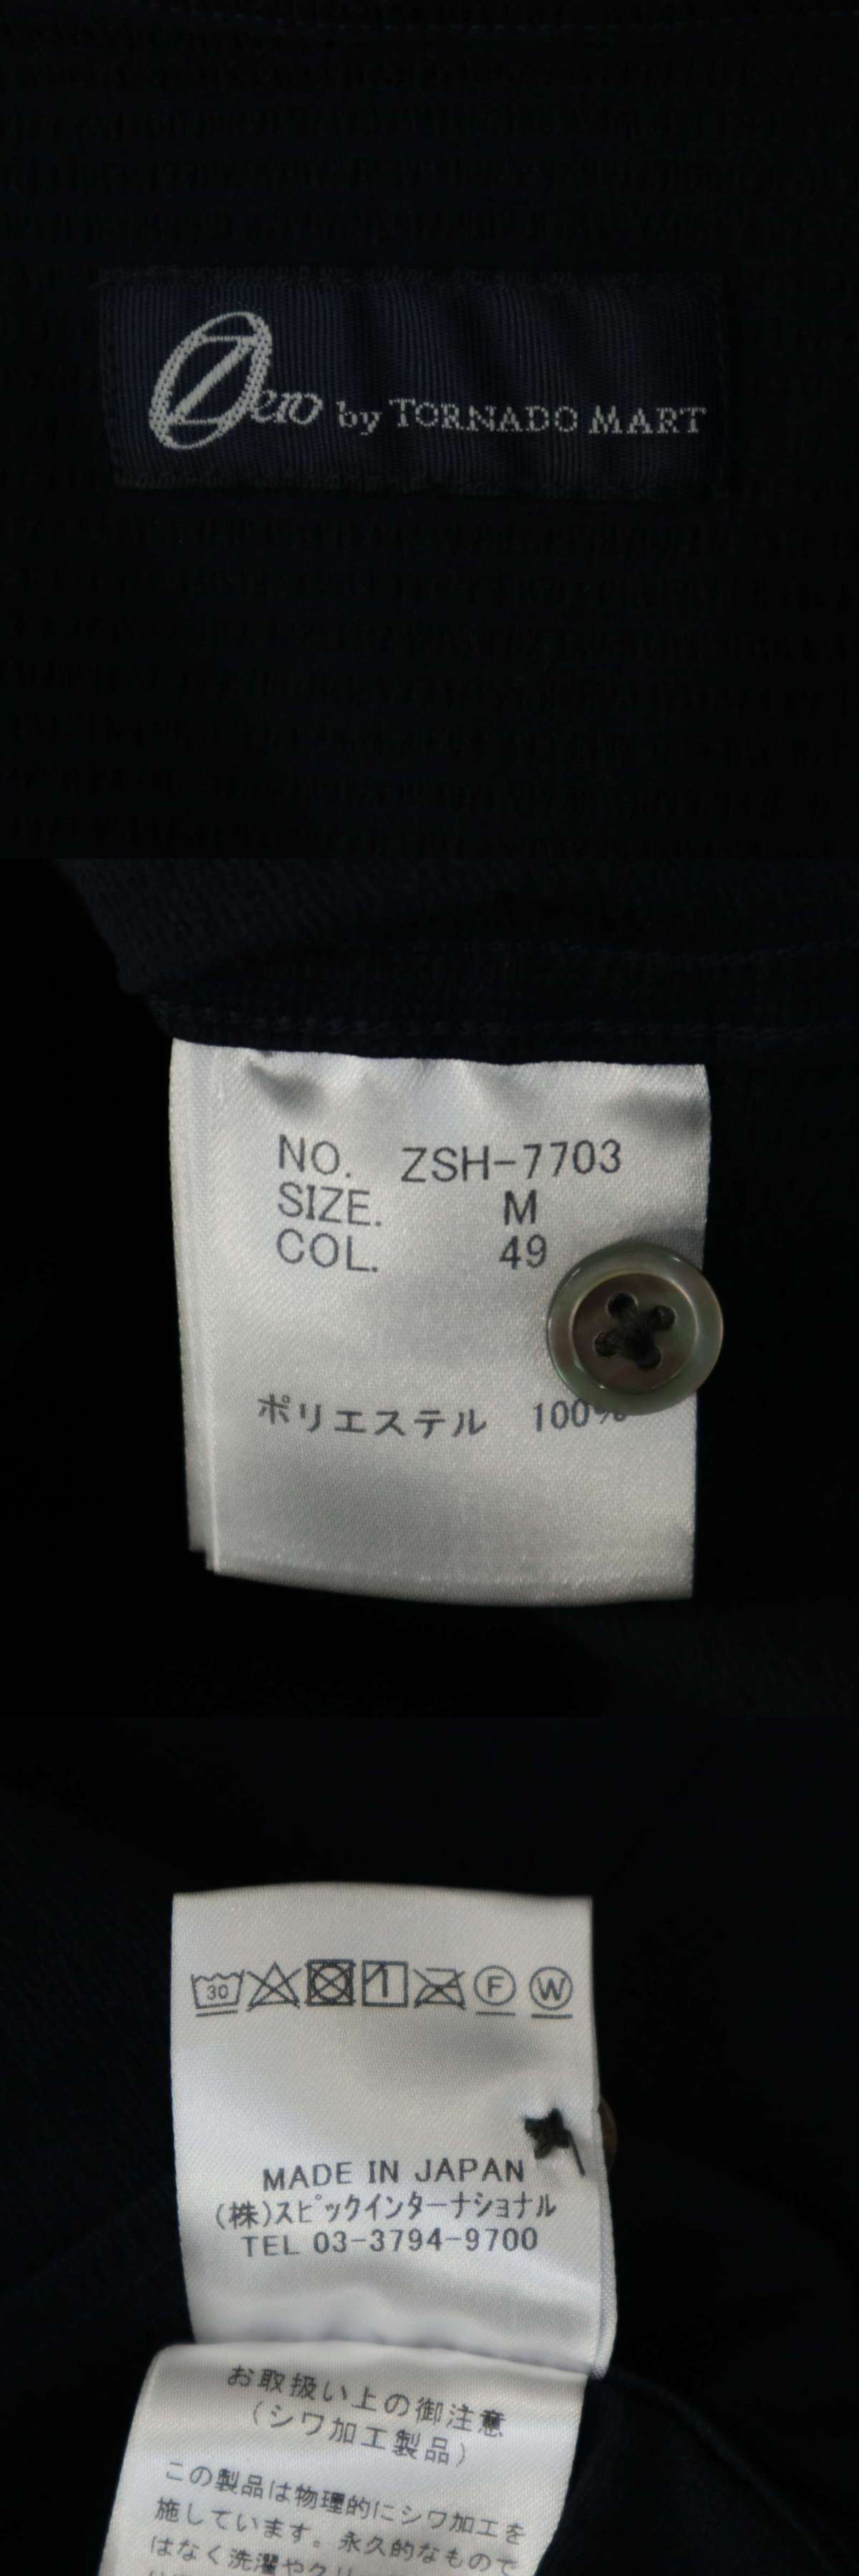 Zero by TORNADO MART
NO. ZSH-7703
SIZE. M
COL. 49
ポリエステル 100%
30 F W
MADE IN JAPAN
(株)スピックインターナショナル
TEL 03-3794-9700
お取扱い上の御注意
(シワ加工製品)
この製品は物理的にシワ加工を
施しています。永久的なもので
はなく洗濯やクリ